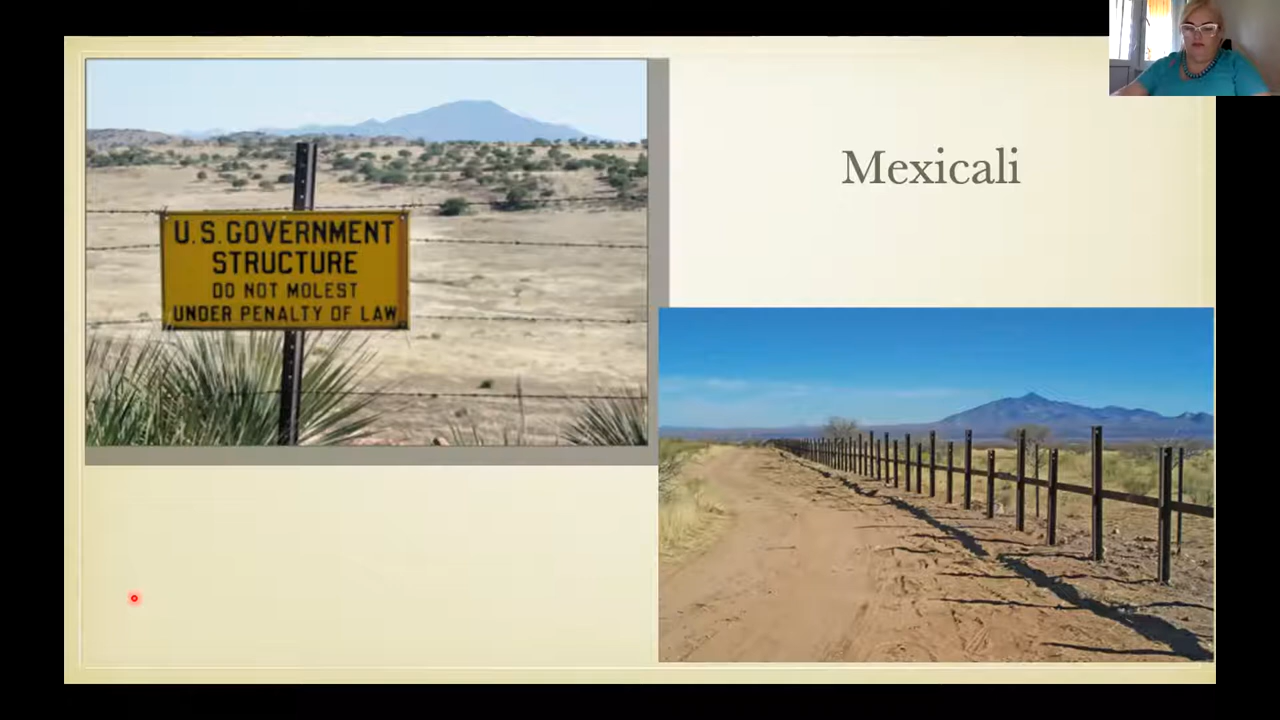 U.S. GOVERNMENT
STRUCTURE
DO NOT MOLEST
UNDER PENALTY OF LAW
Mexicali